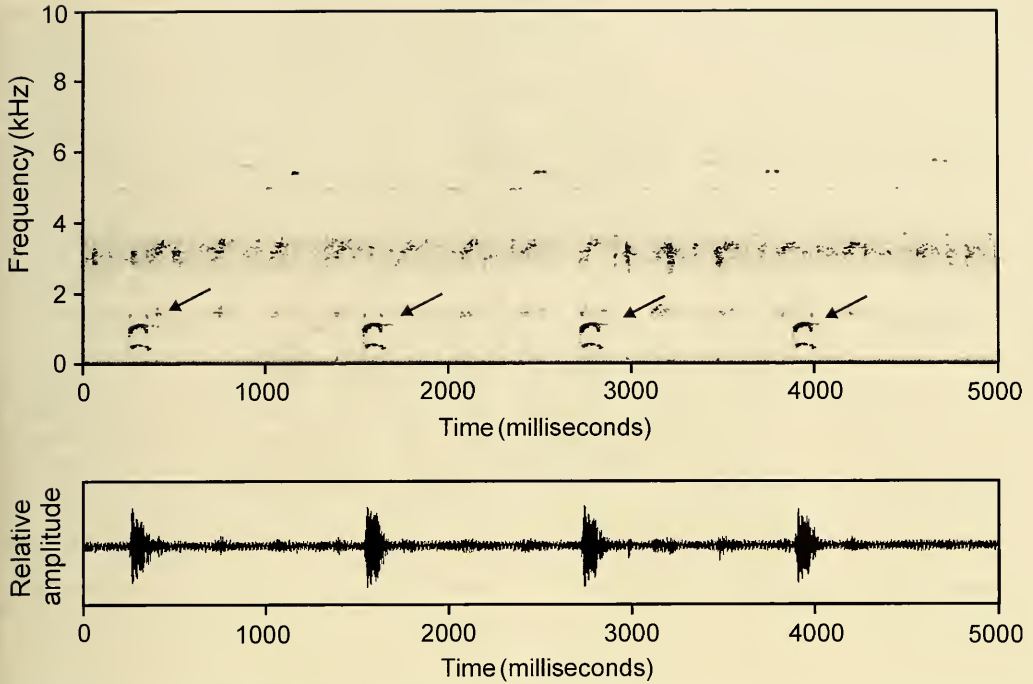 10
8
6
4
2
0
Frequency (kHz)
0 1000 2000 3000 4000 5000
Time (milliseconds)
Relative
amplitude
0 1000 2000 3000 4000 5000
Time (milliseconds)